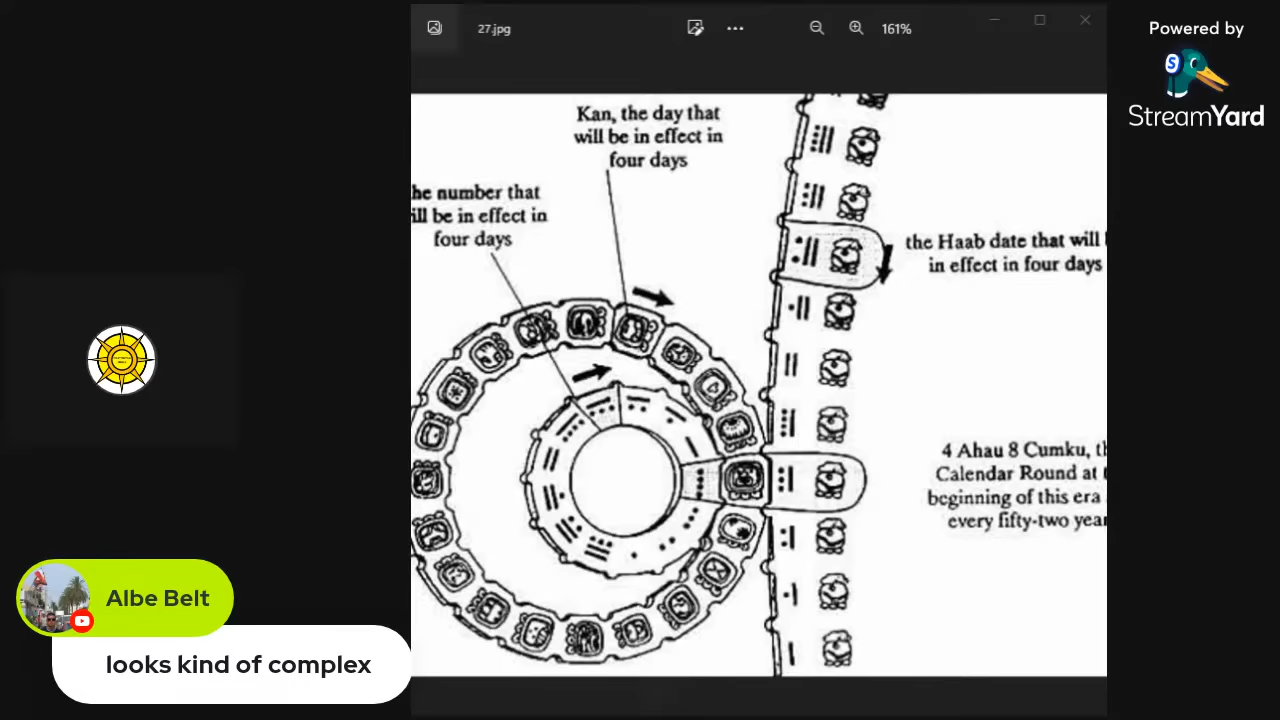 27.jpg
161%
Powered by
StreamYard
Kan, the day that
will be in effect in
four days
he number that
ill be in effect in
four days
the Haab date that will
in effect in four days
4 Ahau 8 Cumku, th
Calendar Round at t
beginning of this era
every fifty-two year
Albe Belt
looks kind of complex